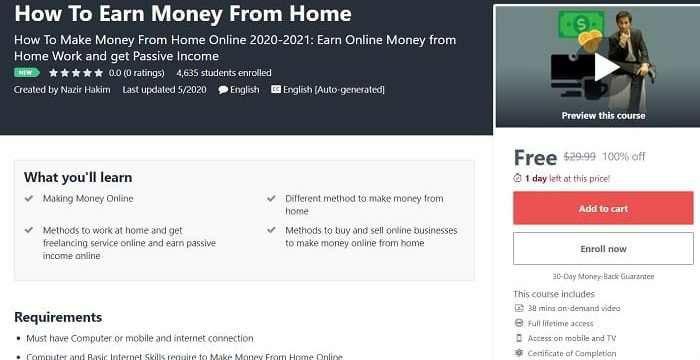 How To Earn Money From Home
How To Make Money From Home Online 2020-2021: Earn Online Money from
Home Work and get Passive Income
NEW 0.0 (0 ratings) 4,635 students enrolled
Created by Nazir Hakim Last updated 5/2020 English English [Auto-generated]
Preview this course
What you'll learn
Making Money Online
Different method to make money from
home
Methods to work at home and get
freelancing service online and earn passive
income online
Methods to buy and sell online businesses
to make money online from home
Requirements
• Must have Computer or mobile and internet connection
• Computer and Basic Internet Skills require to Make Money From Home Online
Free $29.99 100% off
1 day left at this price!
Add to cart
Enroll now
30-Day Money-Back Guarantee
This course includes
38 mins on-demand video
Full lifetime access
Access on mobile and TV
Certificate of Completion